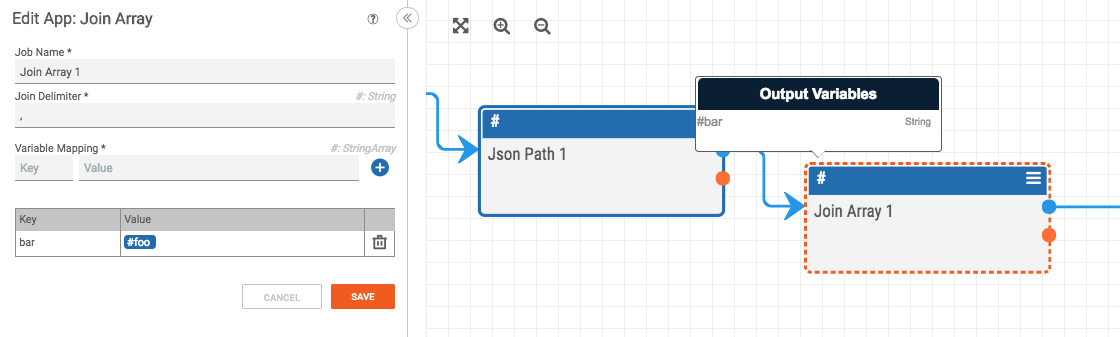 Edit App: Join Array
?
Job Name *
Join Array 1
Join Delimiter *
#: String
,
Variable Mapping *
#: StringArray
Key Value
Key Value
bar #foo
CANCEL SAVE
#
Json Path 1
Output Variables
#bar String
#
Join Array 1